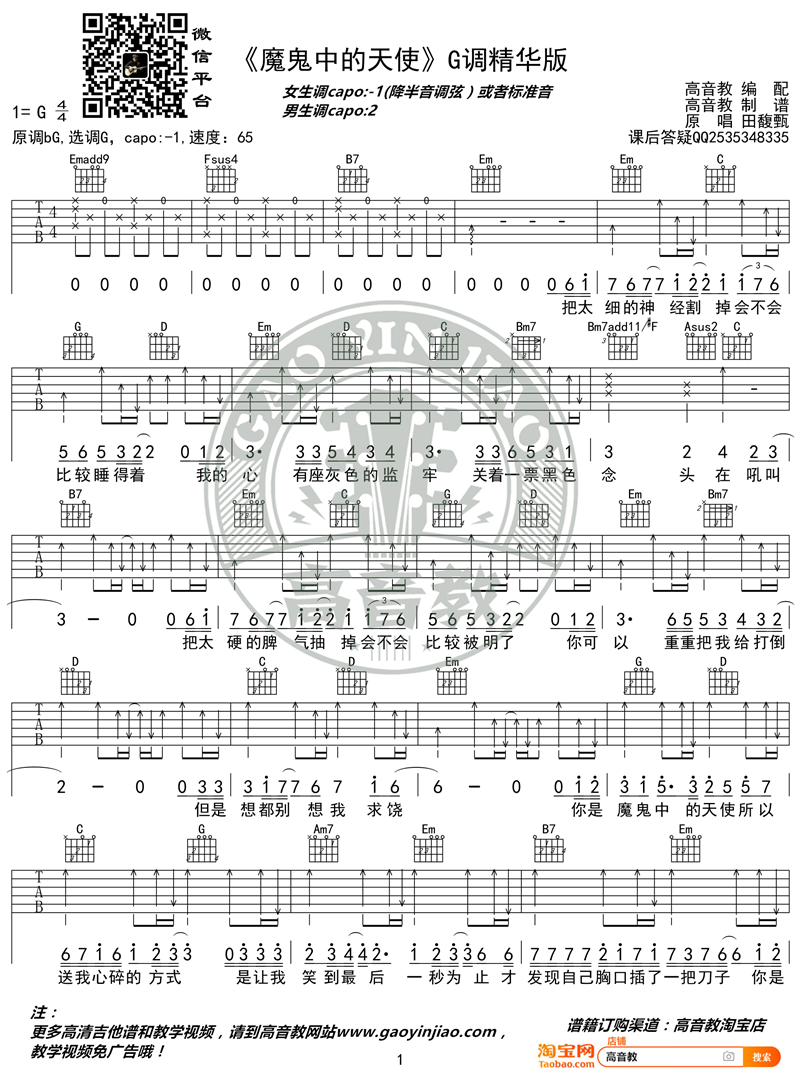 微信平台
《魔鬼中的天使》G调精华版
女生调capo:-1(降半音调弦）或者标准音
男生调capo:2
1= G 4/4
原调bG,选调G，capo:-1,速度：65
高音教 编 配
高音教 制 谱
原 唱 田馥甄
课后答疑QQ2535348335
Emadd9 Fsus4 B7 Em Em C
T A B 4 4
0 0 0 0 0 0 0 0 0 0 0 0 0 0 0 0 6 1 7 6 7 7 1 2 2 2 1 1 7 6
把太 细的神 经割 掉会不会
G D Em D C Bm7 Bm7add11/#F Asus2 C
T A B
5 6 5 3 2 2 0 1 2 3· 3 3 5 4 3 4 3· 3 3 6 5 3 1 3 2 4 2 3
比较睡得着 我的 心 有座灰色的监 牢 关着一票黑色 念 头 在 吼叫
B7 Em C G D Em Bm7
T A B
3 − 0 0 6 1 7 6 7 7 1 2 2 2 1 1 7 6 5 6 5 3 2 2 0 1 2 3· 6 5 5 3 4 3 2
把太 硬的脾 气抽 掉会不会 比较被明了 你可 以 重重把我给打倒
D C D Em G D
T A B
2 − 0 0 3 3 3 1 7 7 6 7 1 2 6 − 0 0 1 2 3 1 5· 3 2 5 5 7
但是 想都别 想我 求饶 你是 魔鬼中 的天使所以
C G Am7 Em B7 Em
T A B
6 7 1 6 1 2 3 3 0 3 3 3 2 3 4 4 2· 1 2 3 6 6 7 7 7 7 2 1 1 7 3 7 6 6 1 2
送我心碎的 方式 是让我 笑到最 后 一秒为 止才 发现自己胸口插了一把刀子 你是
注：
更多高清吉他谱和教学视频，请到高音教网站www.gaoyinjiao.com，
教学视频免广告哦！
谱籍订购渠道：高音教淘宝店
淘宝网 Taobao.com 店铺 高音教 搜索
1
GAO YIN JIAO
高音教